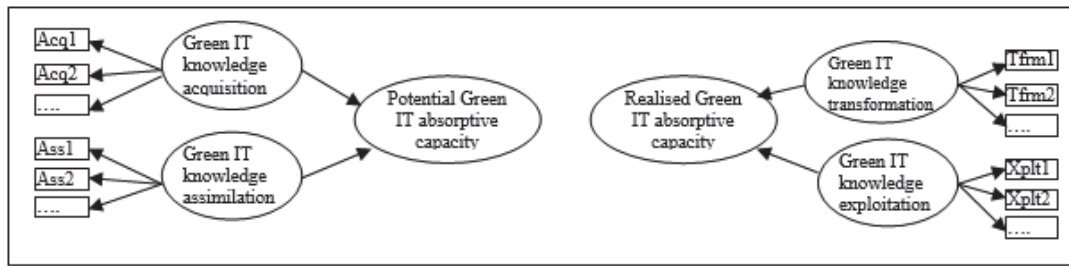 Acq1
Acq2
....
Ass1
Ass2
....
Green IT
knowledge
acquisition
Green IT
knowledge
assimilation
Potential Green
IT absorptive
capacity
Realised Green
IT absorptive
capacity
Green IT
knowledge
transformation
Green IT
knowledge
exploitation
Tfrm1
Tfrm2
....
Xplt1
Xplt2
....